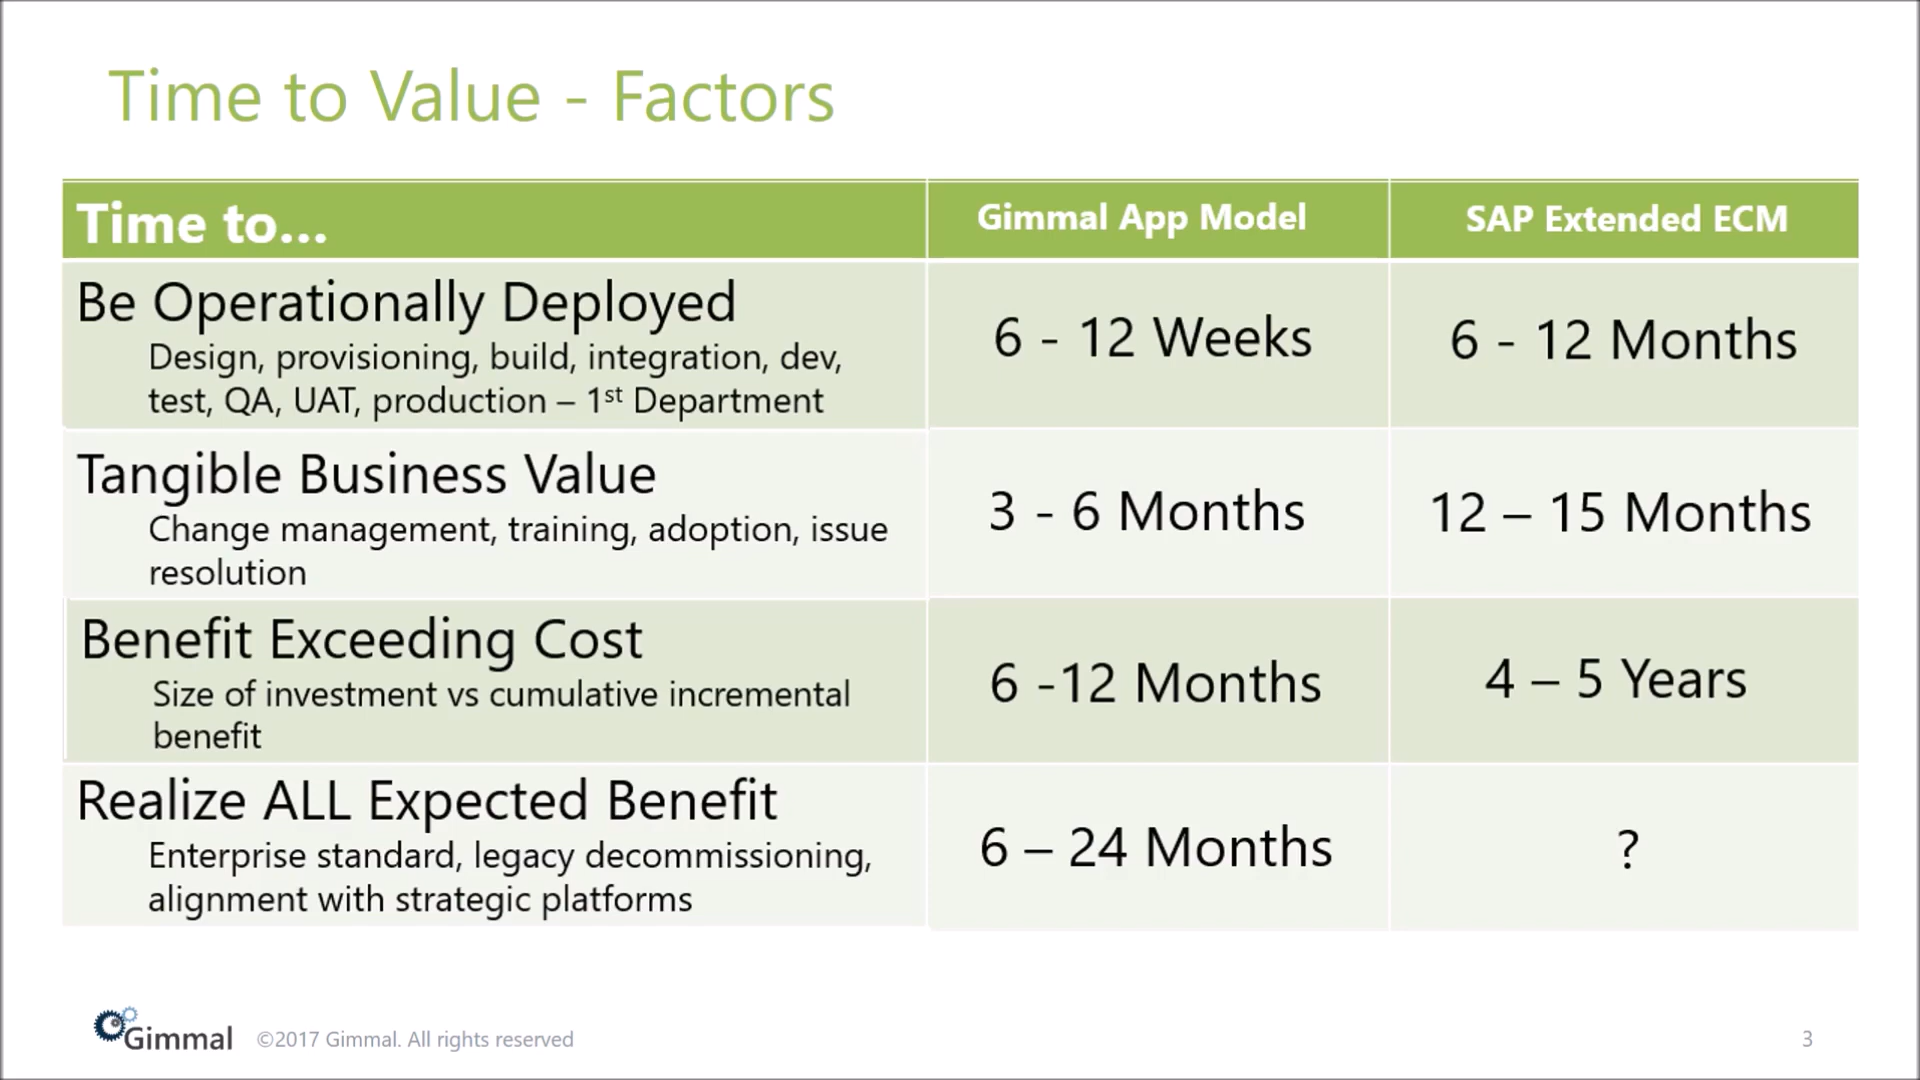 Time to Value - Factors
Time to...
Gimmal App Model
SAP Extended ECM
Be Operationally Deployed
Design, provisioning, build, integration, dev,
test, QA, UAT, production – 1st Department
6 - 12 Weeks
6 - 12 Months
Tangible Business Value
Change management, training, adoption, issue
resolution
3 - 6 Months
12 – 15 Months
Benefit Exceeding Cost
Size of investment vs cumulative incremental
benefit
6 -12 Months
4 – 5 Years
Realize ALL Expected Benefit
Enterprise standard, legacy decommissioning,
alignment with strategic platforms
6 – 24 Months
?
Gimmal
©2017 Gimmal. All rights reserved
3